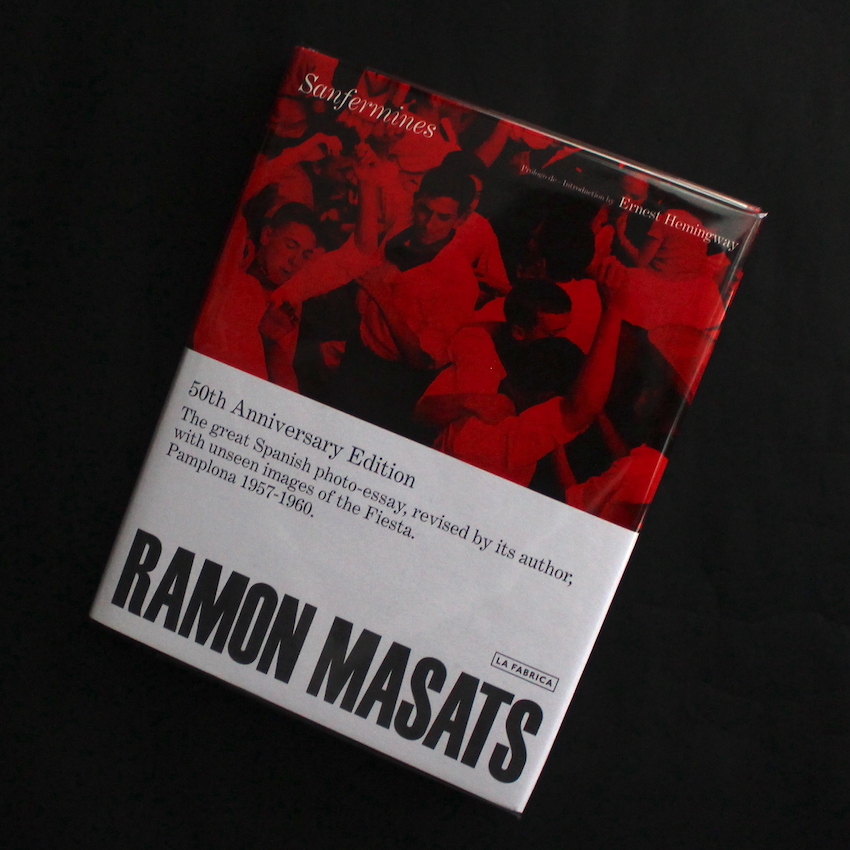 Sanfermines
Prólogo de - Introduction by Ernest Hemingway
50th Anniversary Edition
The great Spanish photo-essay, revised by its author,
with unseen images of the Fiesta.
Pamplona 1957-1960.
RAMON MASATS
LA FABRICA